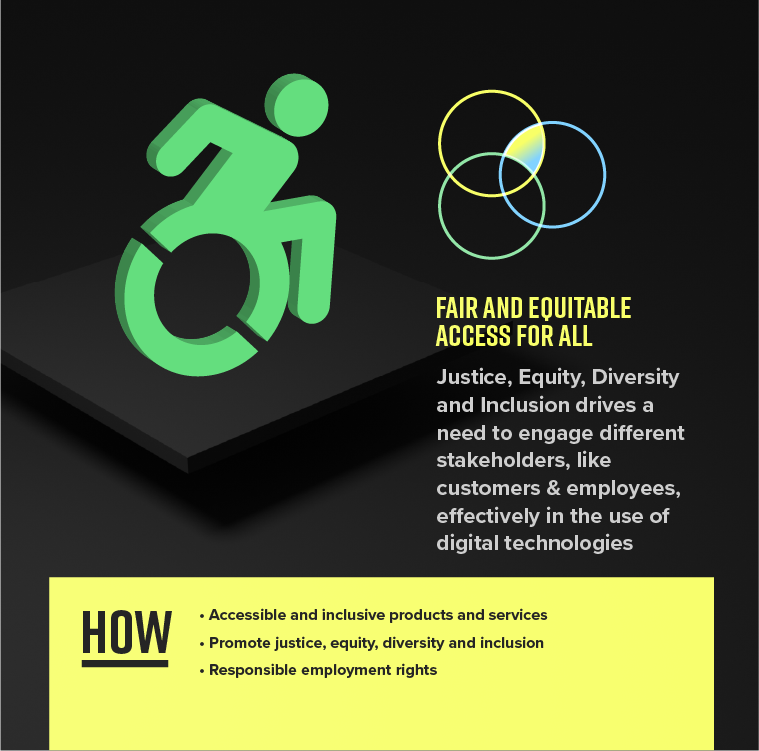 FAIR AND EQUITABLE
ACCESS FOR ALL
Justice, Equity, Diversity
and Inclusion drives a
need to engage different
stakeholders, like
customers & employees,
effectively in the use of
digital technologies
HOW
• Accessible and inclusive products and services
• Promote justice, equity, diversity and inclusion
• Responsible employment rights